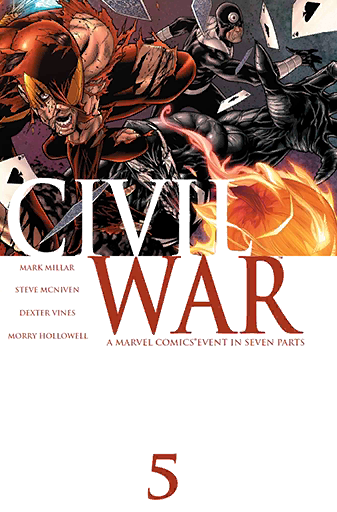 CIVIL
WAR
MARK MILLAR
STEVE MCNIVEN
DEXTER VINES
MORRY HOLLOWELL
A MARVEL COMICS EVENT IN SEVEN PARTS
5